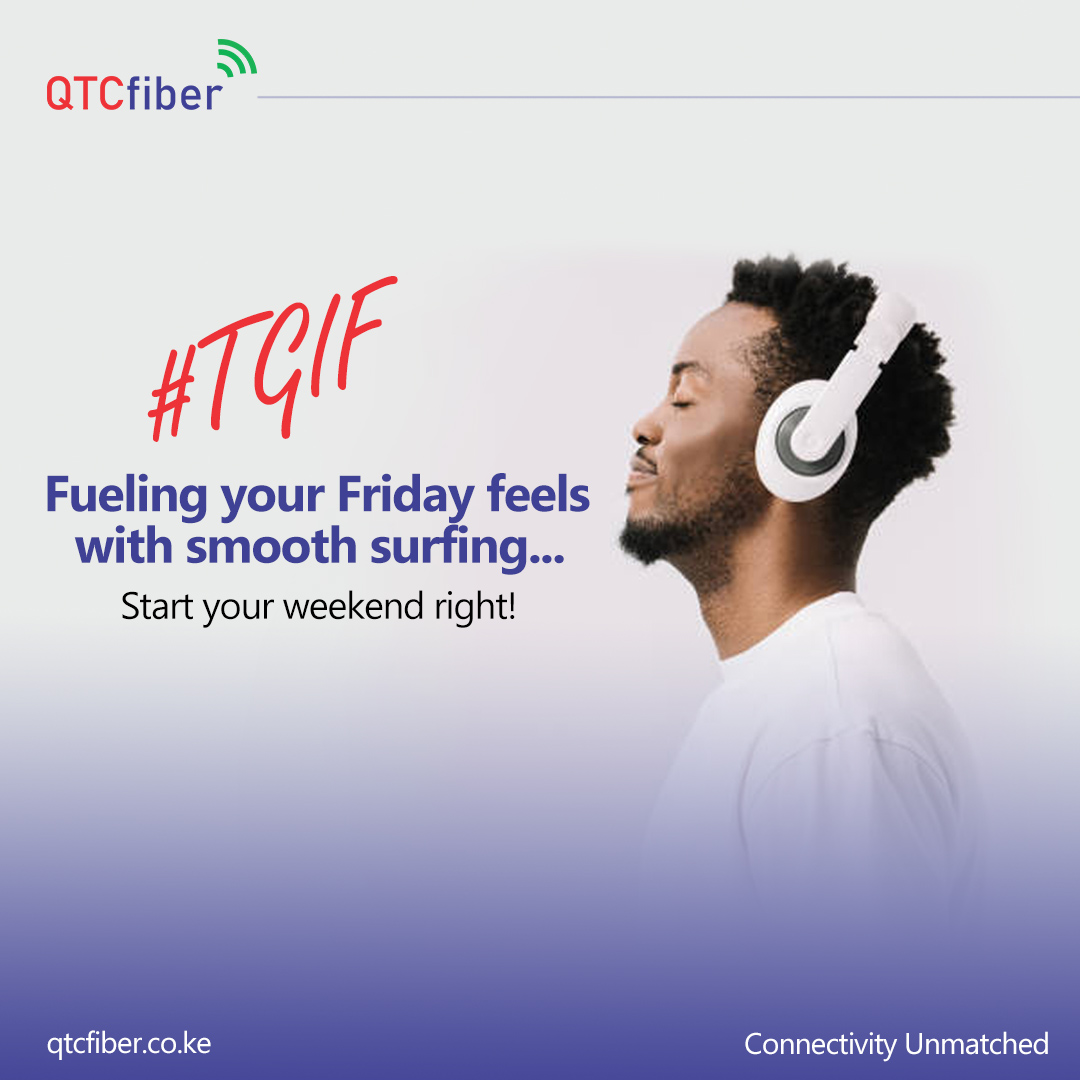 QTCfiber
#TGIF
Fueling your Friday feels
with smooth surfing...
Start your weekend right!
qtcfiber.co.ke
Connectivity Unmatched